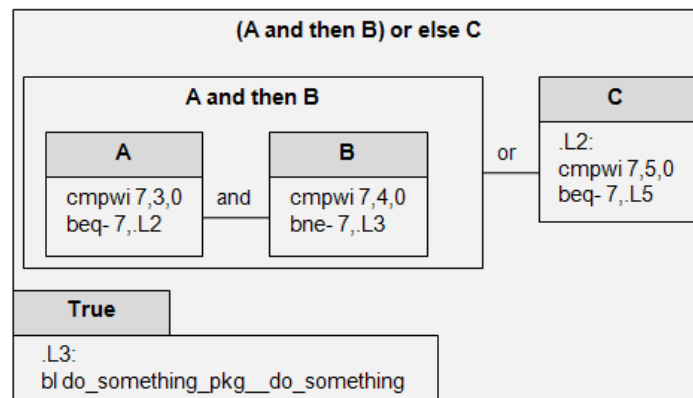 (A and then B) or else C
A and then B
A
cmpwi 7,3,0
beq- 7,.L2
and
B
cmpwi 7,4,0
bne- 7,.L3
or
C
.L2:
cmpwi 7,5,0
beq- 7,.L5
True
.L3:
bl do_something_pkg__do_something